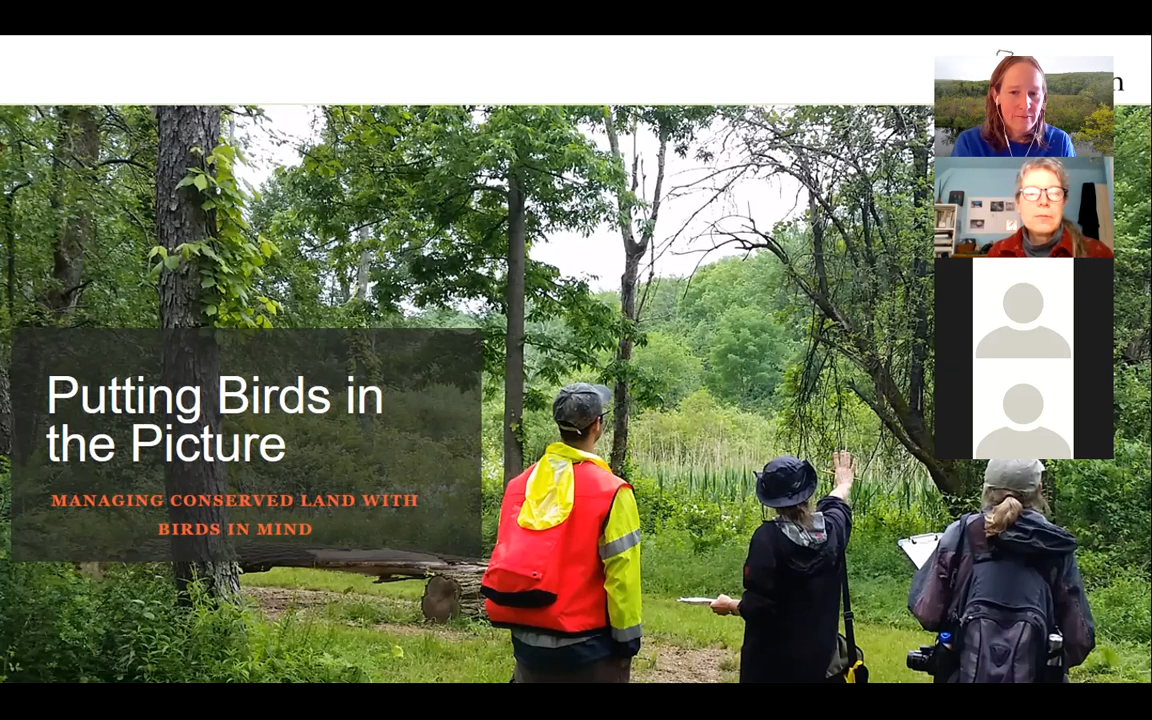 Putting Birds in
the Picture
MANAGING CONSERVED LAND WITH
BIRDS IN MIND